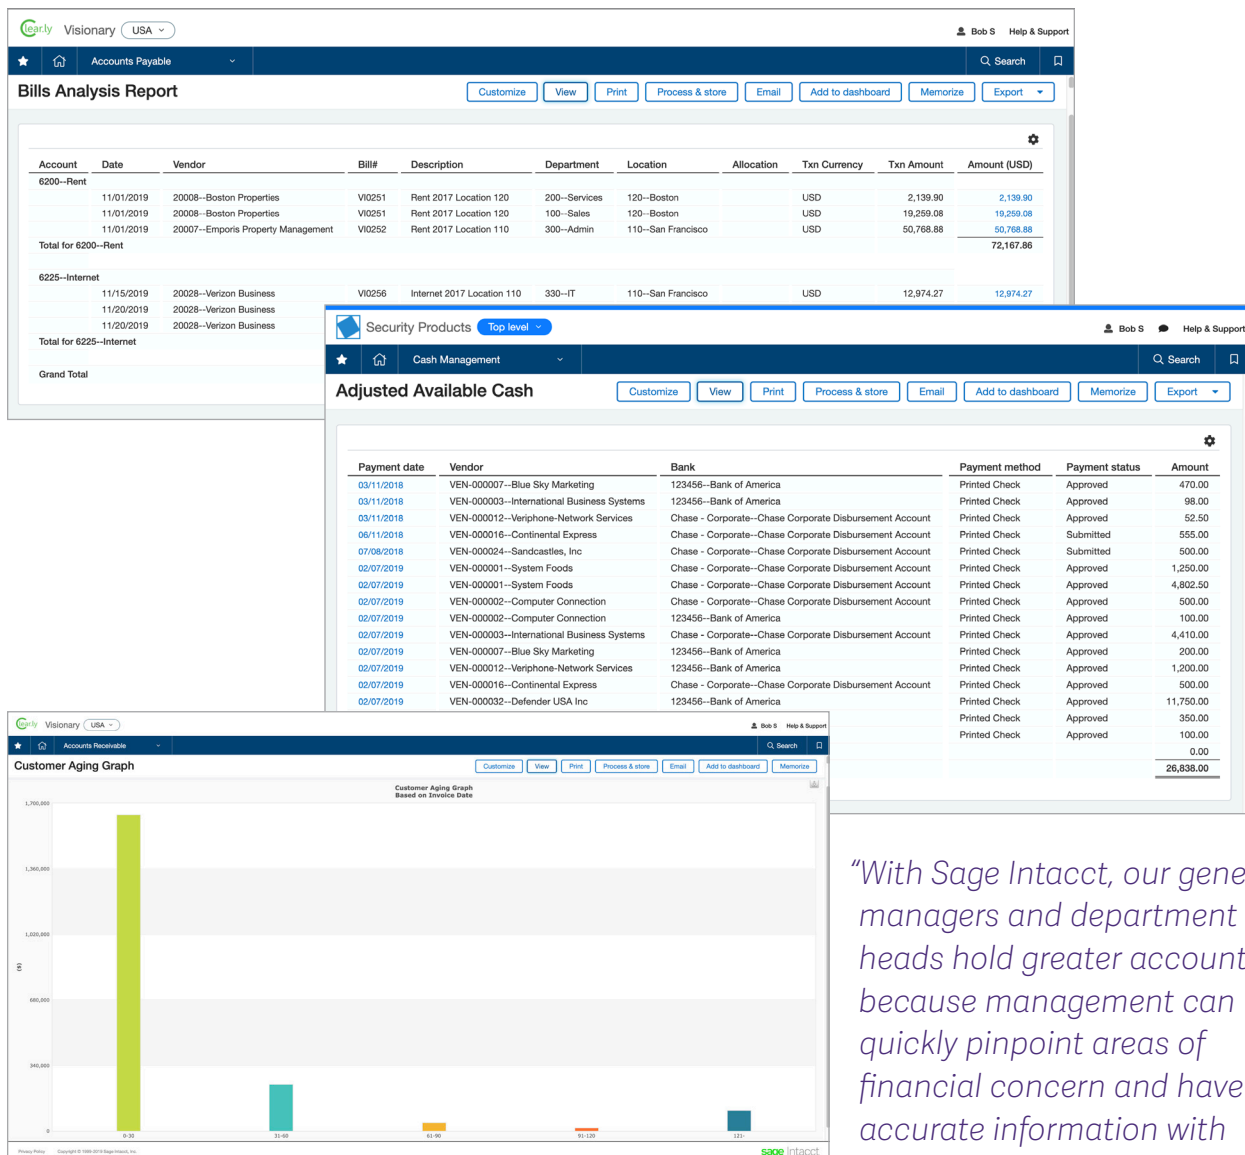 Clear.ly Visionary USA
Bob S Help & Support
Accounts Payable Search
Bills Analysis Report Customize View Print Process & store Email Add to dashboard Memorize Export
Account Date Vendor Bill# Description Department Location Allocation Txn Currency Txn Amount Amount (USD)
6200--Rent
11/01/2019 20008--Boston Properties VI0251 Rent 2017 Location 120 200--Services 120--Boston USD 2,139.90 2,139.90
11/01/2019 20008--Boston Properties VI0251 Rent 2017 Location 120 100--Sales 120--Boston USD 19,259.08 19,259.08
11/01/2019 20007--Emporis Property Management VI0252 Rent 2017 Location 110 300--Admin 110--San Francisco USD 50,768.88 50,768.88
Total for 6200--Rent 72,167.86
6225--Internet
11/15/2019 20028--Verizon Business VI0256 Internet 2017 Location 110 330--IT 110--San Francisco USD 12,974.27 12,974.27
11/20/2019 20028--Verizon Business
11/20/2019 20028--Verizon Business
Total for 6225--Internet
Grand Total
Security Products Top level Bob S Help & Support
Cash Management Search
Adjusted Available Cash Customize View Print Process & store Email Add to dashboard Memorize Export
Payment date Vendor Bank Payment method Payment status Amount
03/11/2018 VEN-000007--Blue Sky Marketing 123456--Bank of America Printed Check Approved 470.00
03/11/2018 VEN-000003--International Business Systems 123456--Bank of America Printed Check Approved 98.00
03/11/2018 VEN-000012--Veriphone-Network Services Chase - Corporate--Chase Corporate Disbursement Account Printed Check Approved 52.50
06/11/2018 VEN-000016--Continental Express Chase - Corporate--Chase Corporate Disbursement Account Printed Check Submitted 555.00
07/08/2018 VEN-000024--Sandcastles, Inc Chase - Corporate--Chase Corporate Disbursement Account Printed Check Submitted 500.00
02/07/2019 VEN-000001--System Foods Chase - Corporate--Chase Corporate Disbursement Account Printed Check Approved 1,250.00
02/07/2019 VEN-000001--System Foods Chase - Corporate--Chase Corporate Disbursement Account Printed Check Approved 4,802.50
02/07/2019 VEN-000002--Computer Connection Chase - Corporate--Chase Corporate Disbursement Account Printed Check Approved 500.00
02/07/2019 VEN-000002--Computer Connection 123456--Bank of America Printed Check Approved 100.00
02/07/2019 VEN-000003--International Business Systems Chase - Corporate--Chase Corporate Disbursement Account Printed Check Approved 4,410.00
02/07/2019 VEN-000007--Blue Sky Marketing 123456--Bank of America Printed Check Approved 200.00
02/07/2019 VEN-000012--Veriphone-Network Services 123456--Bank of America Printed Check Approved 1,200.00
02/07/2019 VEN-000016--Continental Express Chase - Corporate--Chase Corporate Disbursement Account Printed Check Approved 500.00
02/07/2019 VEN-000032--Defender USA Inc 123456--Bank of America Printed Check Approved 11,750.00
Printed Check Approved 350.00
Printed Check Approved 100.00
0.00
26,838.00
Clear.ly Visionary USA Bob S Help & Support
Accounts Receivable Search
Customer Aging Graph Customize View Print Process & store Email Add to dashboard Memorize
Customer Aging Graph
Based on Invoice Date
1,700,000
1,360,000
1,020,000
($)
680,000
340,000
0
0-30 31-60 61-90 91-120 121-
Privacy Policy Copyright © 1999-2019 Sage Intacct, Inc. sage Intacct
“With Sage Intacct, our gene
managers and department
heads hold greater account
because management can
quickly pinpoint areas of
financial concern and have
accurate information with